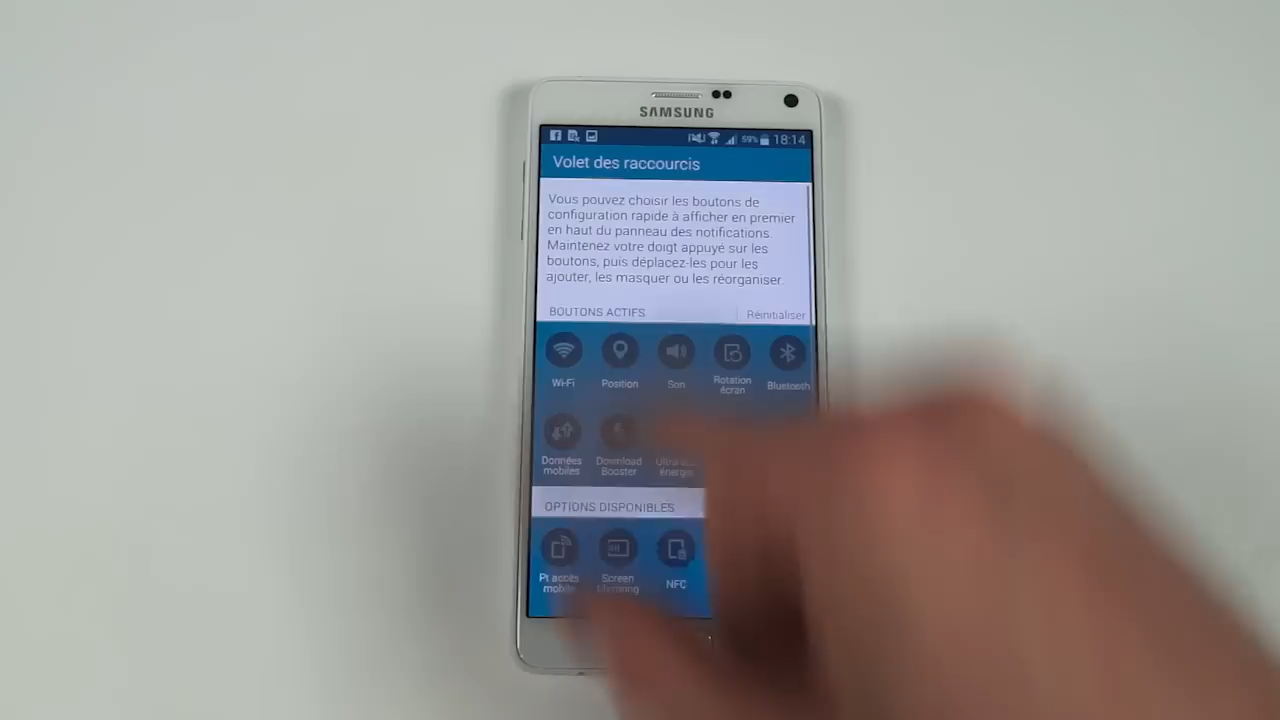 SAMSUNG
59% 18:14
Volet des raccourcis
Vous pouvez choisir les boutons de
configuration rapide à afficher en premier
en haut du panneau des notifications.
Maintenez votre doigt appuyé sur les
boutons, puis déplacez-les pour les
ajouter, les masquer ou les réorganiser.
BOUTONS ACTIFS Réinitialiser
Wi-Fi Position Son Rotation Bluetooth
écran
Données Download
mobiles Booster énergie
OPTIONS DISPONIBLES
Pt accès Screen NFC
mobile Mirroring